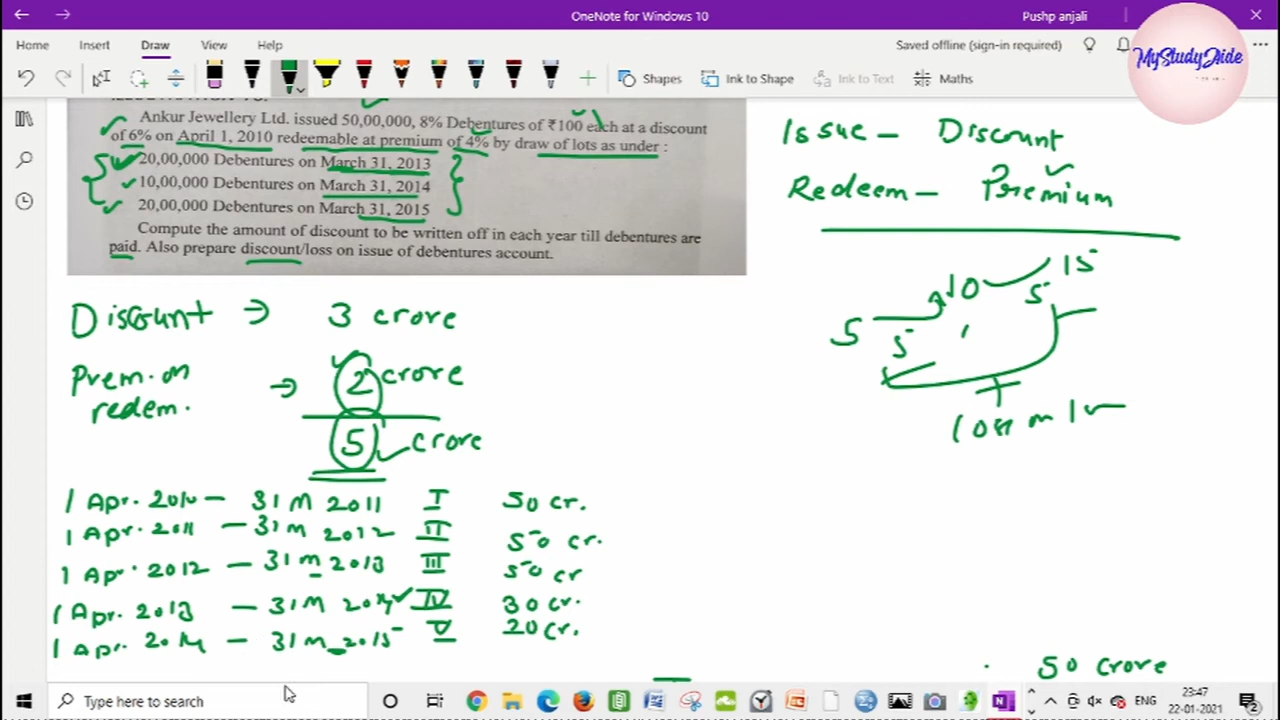 OneNote for Windows 10
Pushp anjali
Home Insert Draw View Help
Saved offline (sign-in required)
MyStudyAide
Shapes Ink to Shape Ink to Text Maths
Ankur Jewellery Ltd. issued 50,00,000, 8% Debentures of ₹100 each at a discount
of 6% on April 1, 2010 redeemable at premium of 4% by draw of lots as under :
20,00,000 Debentures on March 31, 2013
10,00,000 Debentures on March 31, 2014
20,00,000 Debentures on March 31, 2015
Compute the amount of discount to be written off in each year till debentures are
paid. Also prepare discount/loss on issue of debentures account.
Issue - Discount
Redeem - Premium
Discount → 3 crore
Prem. on
redem. → 2 crore
5 crore
5 10 15
5 5
Loss on
1 Apr. 2010 - 31 M 2011 I 50 cr.
1 Apr. 2011 - 31 M 2012 II 50 cr.
1 Apr. 2012 - 31 M 2013 III 50 cr
1 Apr. 2013 - 31 M 2014 IV 30 cr.
1 Apr. 2014 - 31 M 2015 V 20 cr.
50 crore
Type here to search
ENG
23:47
22-01-2021
2